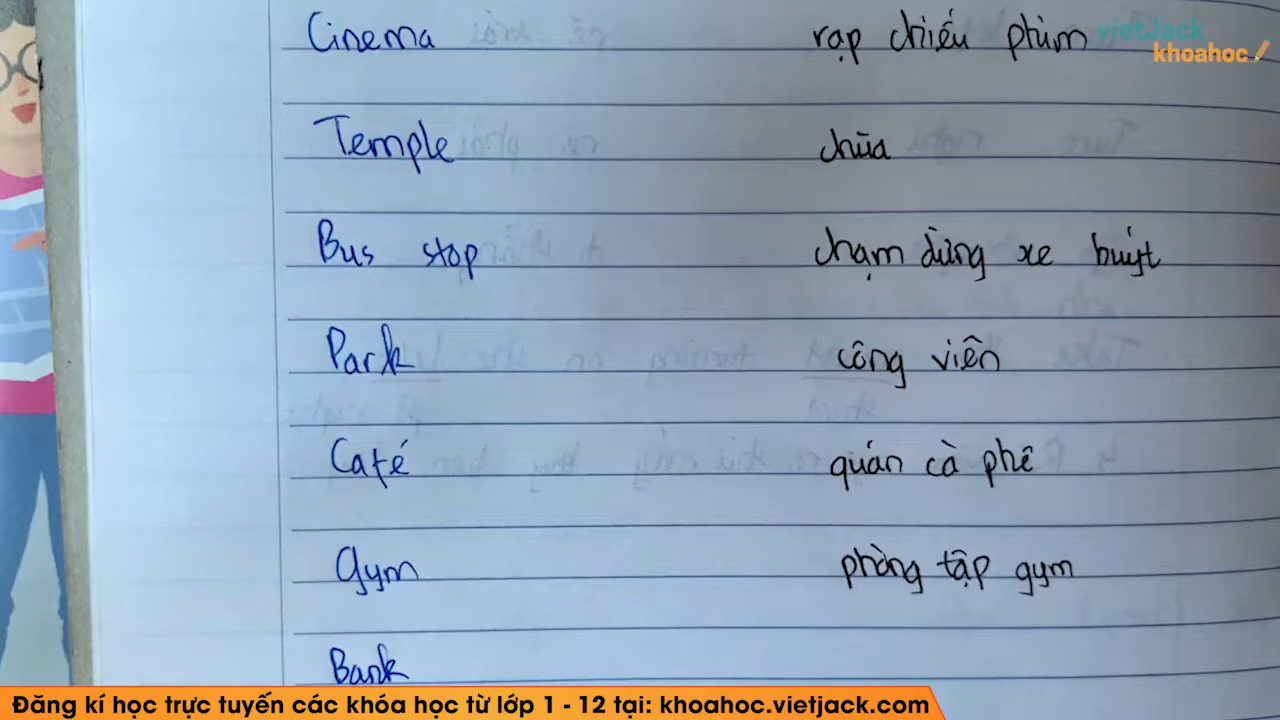 Cinema rạp chiếu phim
vietJack
khoahoc
Temple chùa
Bus stop chạm dừng xe buýt
Park công viên
Café quán cà phê
Gym phòng tập gym
Bank
Đăng kí học trực tuyến các khóa học từ lớp 1 - 12 tại: khoahoc.vietjack.com